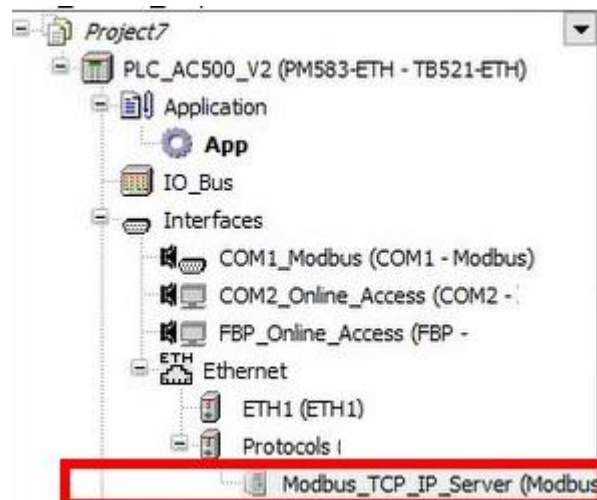 Project7
PLC_AC500_V2 (PM583-ETH - TB521-ETH)
Application
App
IO_Bus
Interfaces
COM1_Modbus (COM1 - Modbus)
COM2_Online_Access (COM2 -
FBP_Online_Access (FBP -
ETH
Ethernet
ETH1 (ETH1)
Protocols (
Modbus_TCP_IP_Server (Modbus